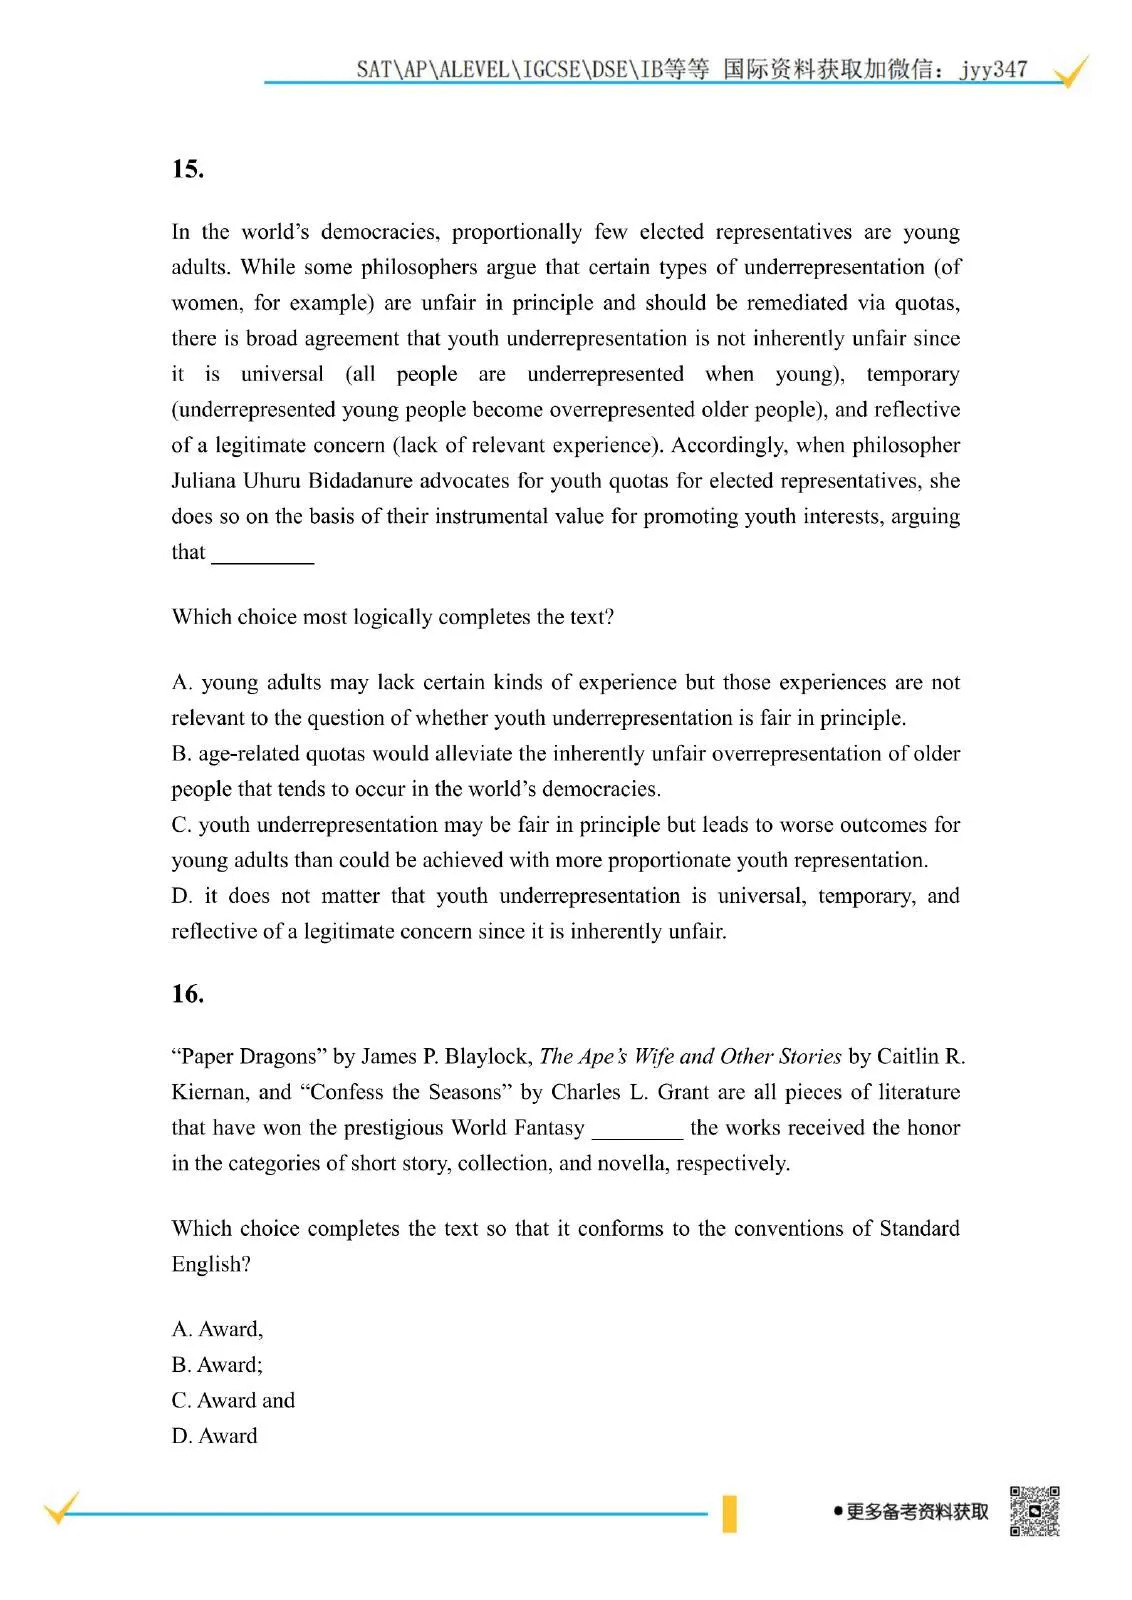 SAT\AP\ALEVEL\IGCSE\DSE\IB等等 国际资料获取加微信：jyy347
15.
In the world’s democracies, proportionally few elected representatives are young
adults. While some philosophers argue that certain types of underrepresentation (of
women, for example) are unfair in principle and should be remediated via quotas,
there is broad agreement that youth underrepresentation is not inherently unfair since
it is universal (all people are underrepresented when young), temporary
(underrepresented young people become overrepresented older people), and reflective
of a legitimate concern (lack of relevant experience). Accordingly, when philosopher
Juliana Uhuru Bidadanure advocates for youth quotas for elected representatives, she
does so on the basis of their instrumental value for promoting youth interests, arguing
that _________
Which choice most logically completes the text?
A. young adults may lack certain kinds of experience but those experiences are not
relevant to the question of whether youth underrepresentation is fair in principle.
B. age-related quotas would alleviate the inherently unfair overrepresentation of older
people that tends to occur in the world’s democracies.
C. youth underrepresentation may be fair in principle but leads to worse outcomes for
young adults than could be achieved with more proportionate youth representation.
D. it does not matter that youth underrepresentation is universal, temporary, and
reflective of a legitimate concern since it is inherently unfair.
16.
“Paper Dragons” by James P. Blaylock, The Ape’s Wife and Other Stories by Caitlin R.
Kiernan, and “Confess the Seasons” by Charles L. Grant are all pieces of literature
that have won the prestigious World Fantasy ________ the works received the honor
in the categories of short story, collection, and novella, respectively.
Which choice completes the text so that it conforms to the conventions of Standard
English?
A. Award,
B. Award;
C. Award and
D. Award
•更多备考资料获取